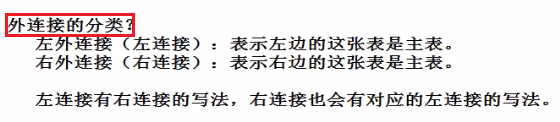 外连接的分类？
左外连接（左连接）：表示左边的这张表是主表。
右外连接（右连接）：表示右边的这张表是主表。
左连接有右连接的写法，右连接也会有对应的左连接的写法。